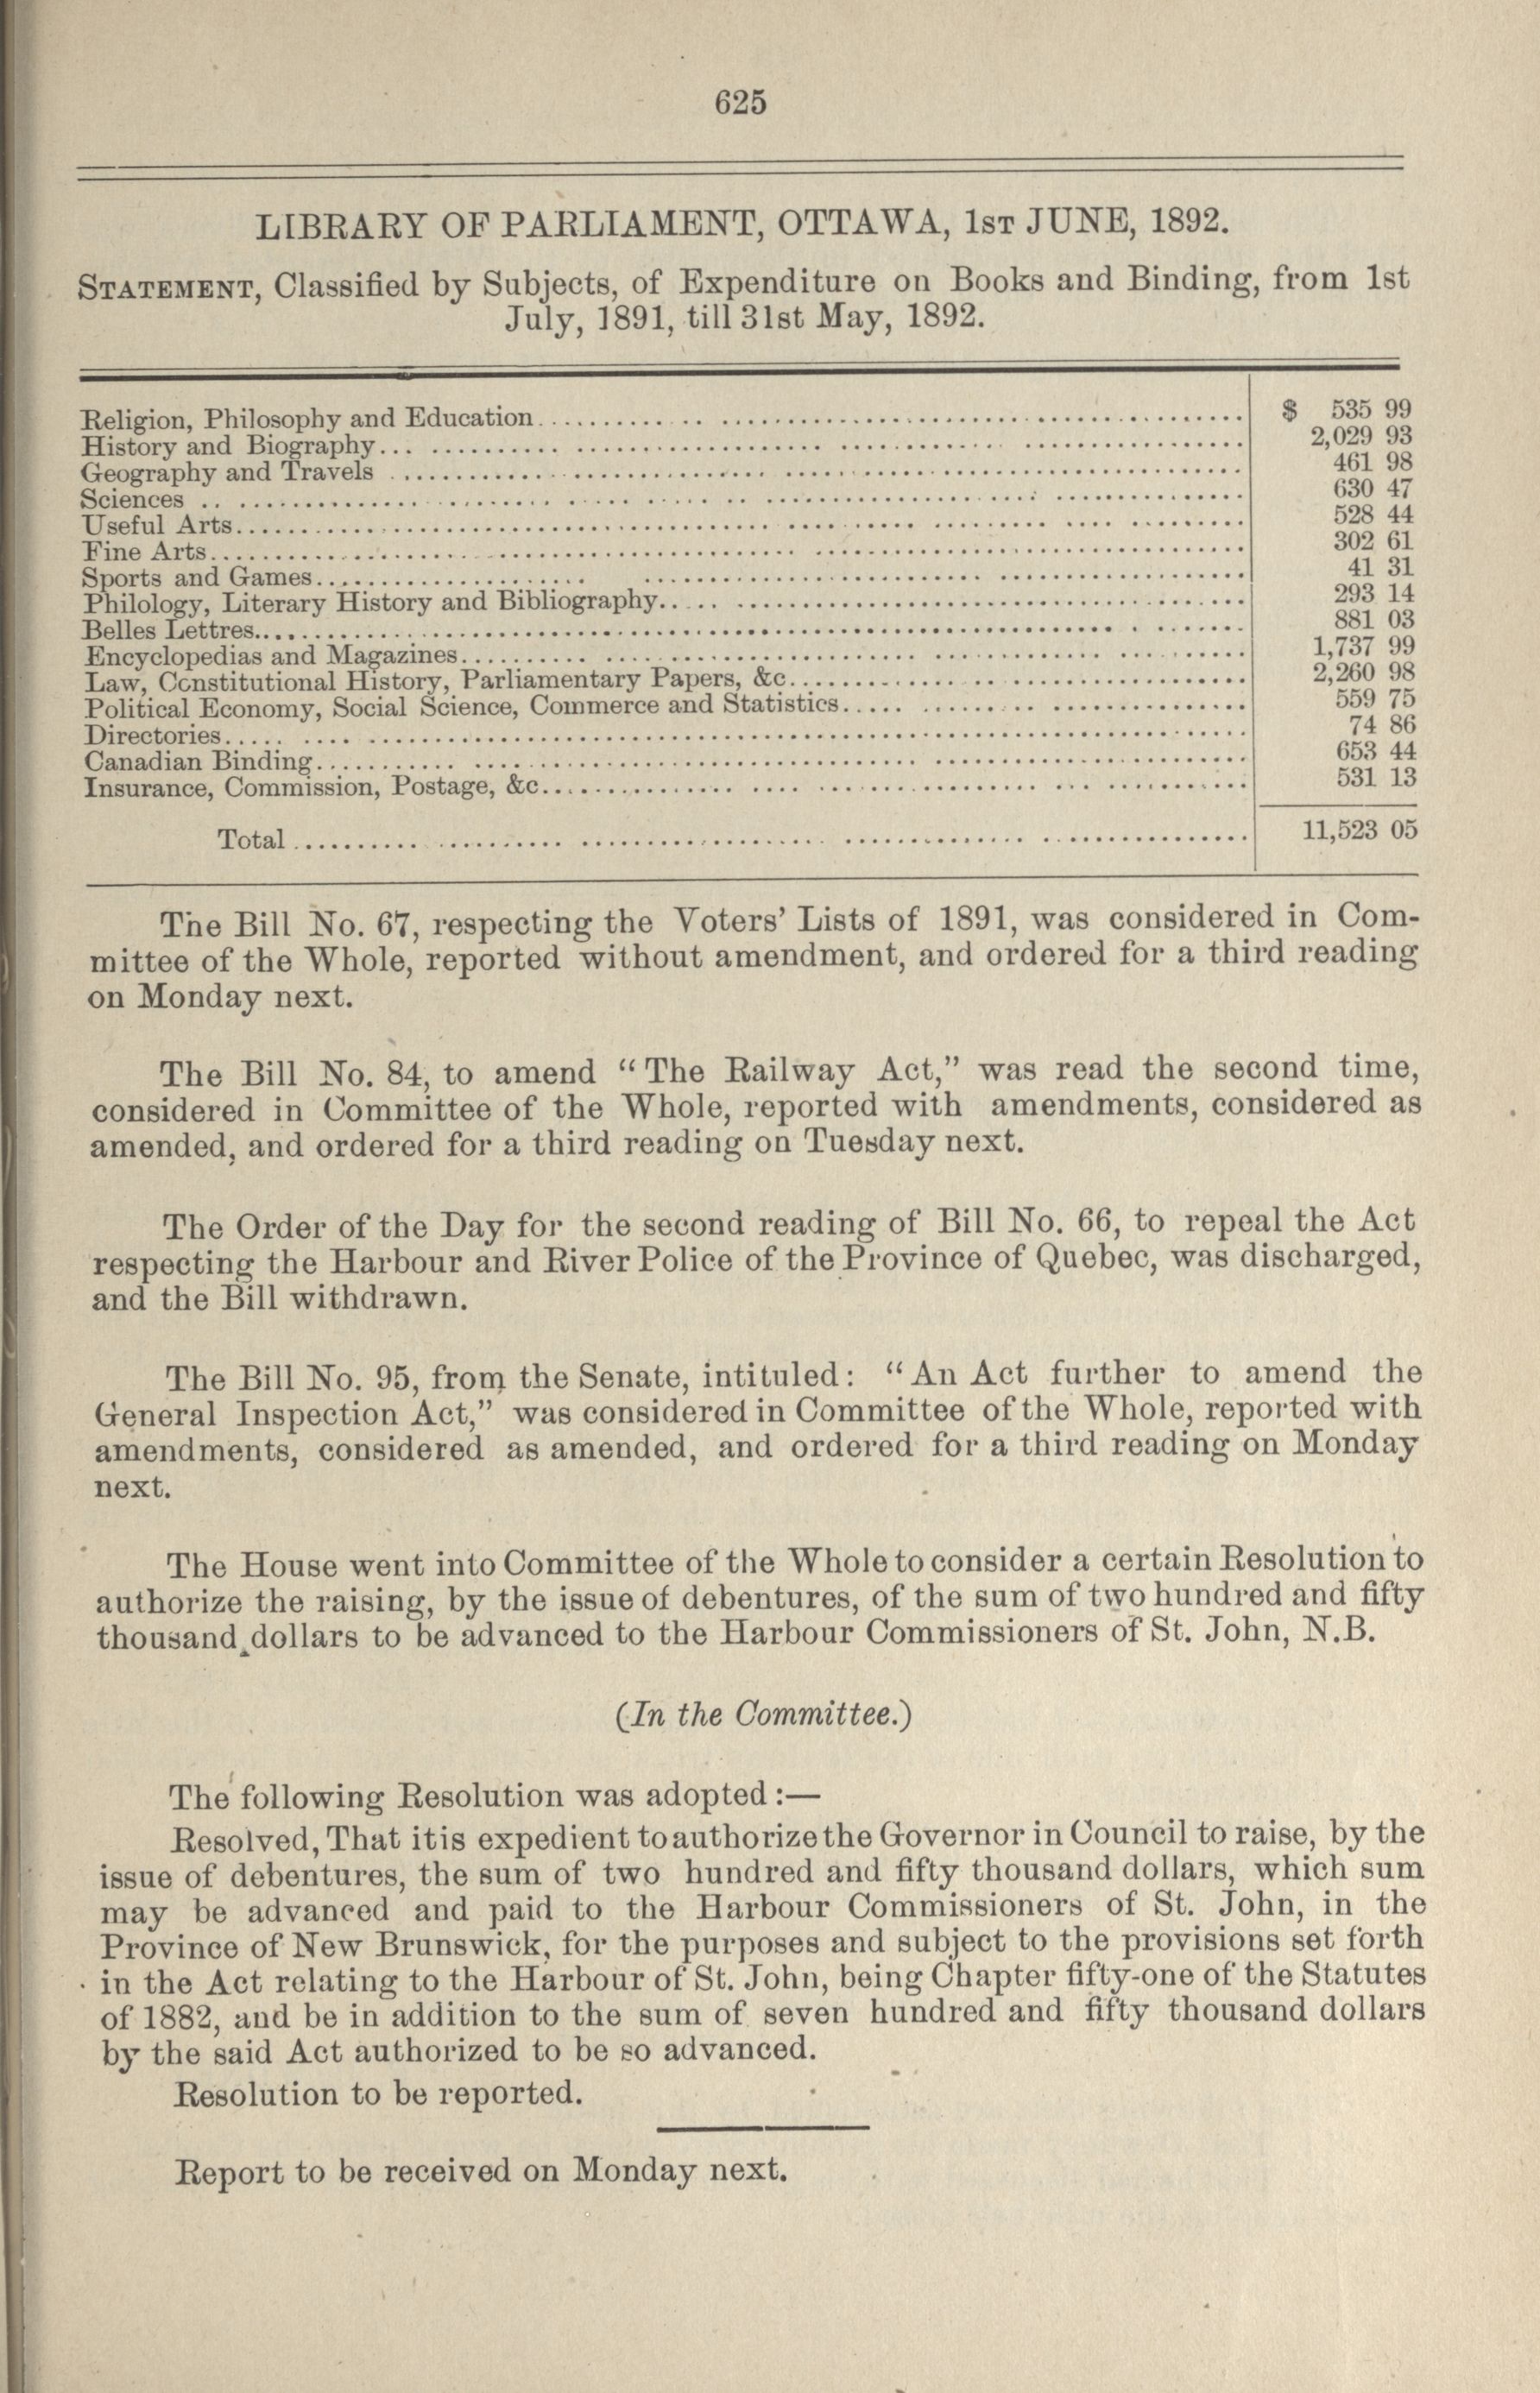 625
LIBRARY OF PARLIAMENT, OTTAWA, 1ST JUNE, 1892.
STATEMENT, Classified by Subjects, of Expenditure on Books and Binding, from 1st
July, 1891, till 31st May, 1892.
Religion, Philosophy and Education........ $ 535 99
History and Biography........ 2,029 93
Geography and Travels ........ 461 98
Sciences ........ 630 47
Useful Arts........ 528 44
Fine Arts........ 302 61
Sports and Games........ 41 31
Philology, Literary History and Bibliography........ 293 14
Belles Lettres........ 881 03
Encyclopedias and Magazines........ 1,737 99
Law, Constitutional History, Parliamentary Papers, &c........ 2,260 98
Political Economy, Social Science, Commerce and Statistics........ 559 75
Directories........ 74 86
Canadian Binding........ 653 44
Insurance, Commission, Postage, &c........ 531 13
Total........ 11,523 05
The Bill No. 67, respecting the Voters' Lists of 1891, was considered in Com-
mittee of the Whole, reported without amendment, and ordered for a third reading
on Monday next.
The Bill No. 84, to amend "The Railway Act," was read the second time,
considered in Committee of the Whole, reported with amendments, considered as
amended, and ordered for a third reading on Tuesday next.
The Order of the Day for the second reading of Bill No. 66, to repeal the Act
respecting the Harbour and River Police of the Province of Quebec, was discharged,
and the Bill withdrawn.
The Bill No. 95, from the Senate, intituled: "An Act further to amend the
General Inspection Act," was considered in Committee of the Whole, reported with
amendments, considered as amended, and ordered for a third reading on Monday
next.
The House went into Committee of the Whole to consider a certain Resolution to
authorize the raising, by the issue of debentures, of the sum of two hundred and fifty
thousand dollars to be advanced to the Harbour Commissioners of St. John, N.B.
(In the Committee.)
The following Resolution was adopted :—
Resolved, That it is expedient to authorize the Governor in Council to raise, by the
issue of debentures, the sum of two hundred and fifty thousand dollars, which sum
may be advanced and paid to the Harbour Commissioners of St. John, in the
Province of New Brunswick, for the purposes and subject to the provisions set forth
in the Act relating to the Harbour of St. John, being Chapter fifty-one of the Statutes
of 1882, and be in addition to the sum of seven hundred and fifty thousand dollars
by the said Act authorized to be so advanced.
Resolution to be reported.
Report to be received on Monday next.